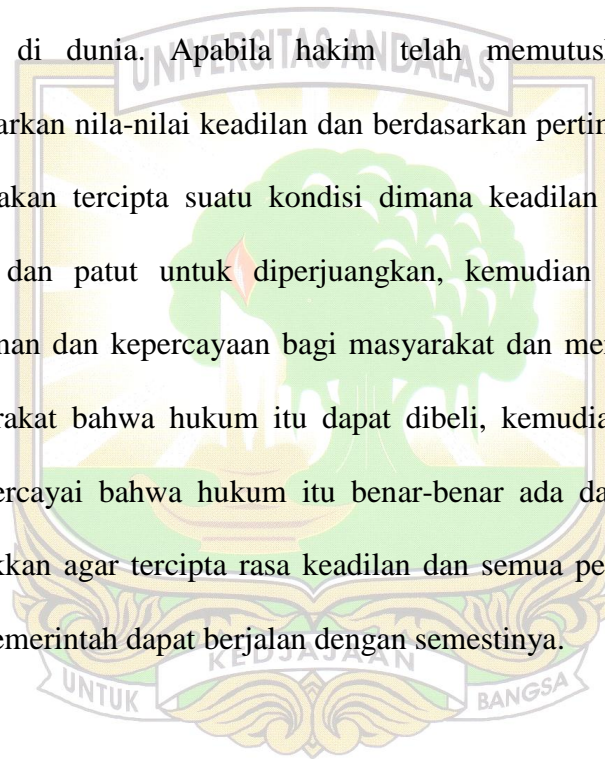 di dunia. Apabila hakim telah memutusk
arkan nila-nilai keadilan dan berdasarkan pertim
akan tercipta suatu kondisi dimana keadilan
dan patut untuk diperjuangkan, kemudian
nan dan kepercayaan bagi masyarakat dan mer
rakat bahwa hukum itu dapat dibeli, kemudia
ercayai bahwa hukum itu benar-benar ada da
kkan agar tercipta rasa keadilan dan semua pe
emerintah dapat berjalan dengan semestinya.
UNIVERSITAS ANDALAS
UNTUK KEDJAJAAN BANGSA